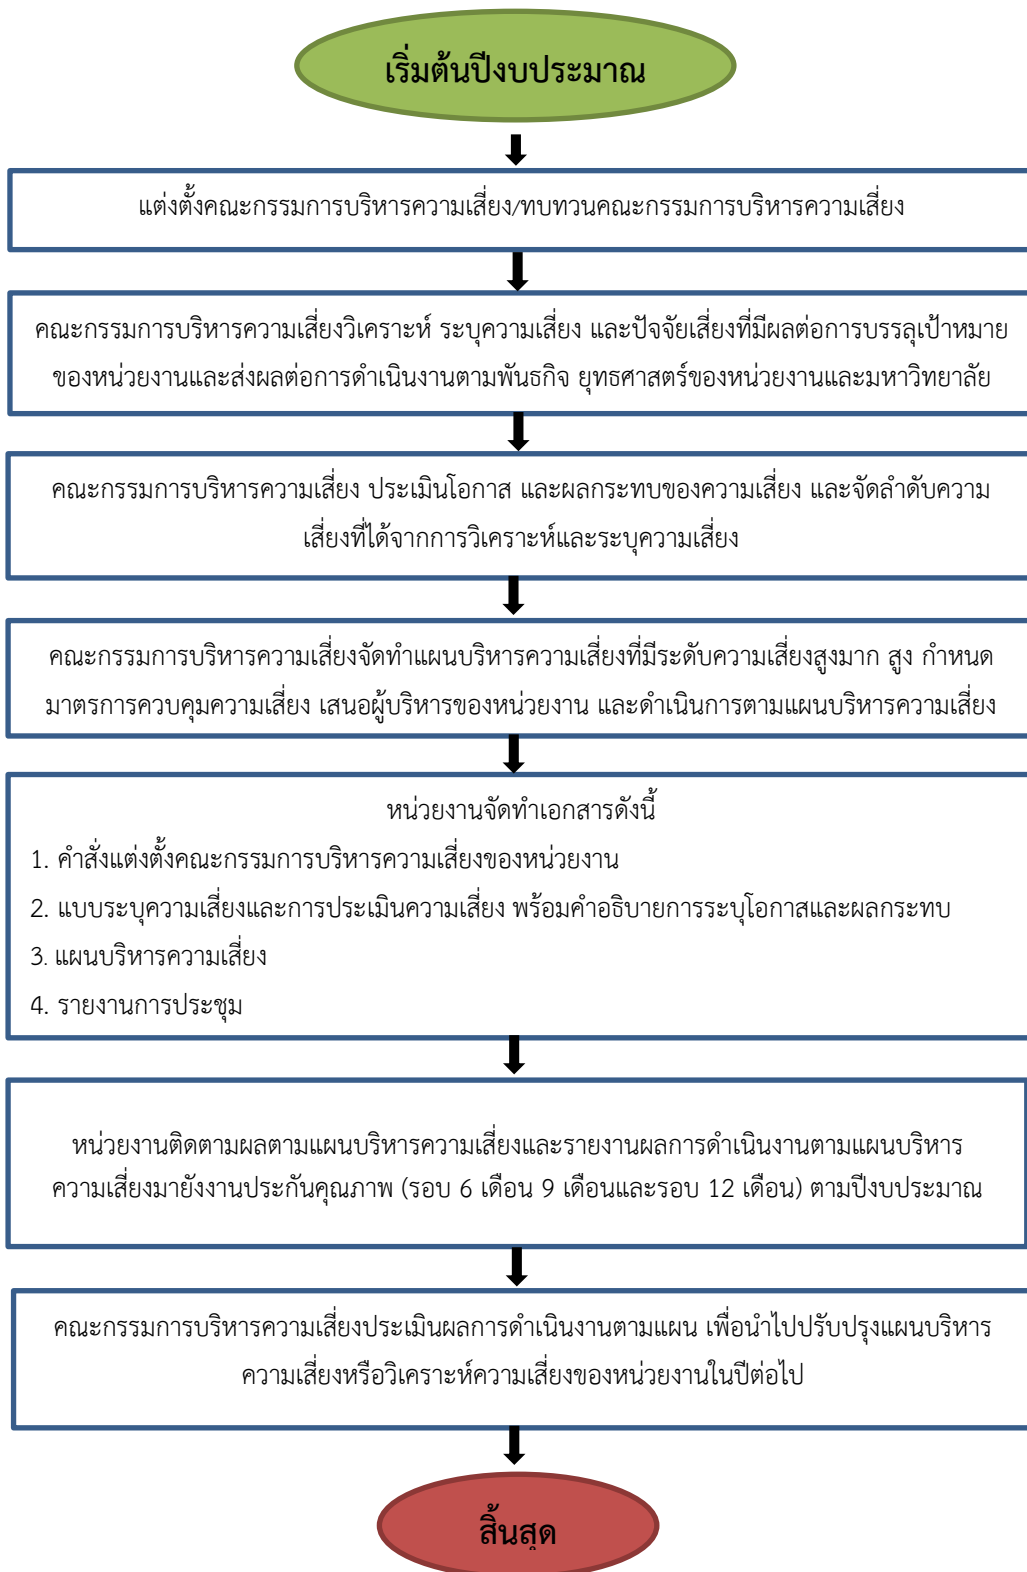 เริ่มต้นปีงบประมาณ
แต่งตั้งคณะกรรมการบริหารความเสี่ยง/ทบทวนคณะกรรมการบริหารความเสี่ยง
คณะกรรมการบริหารความเสี่ยงวิเคราะห์ ระบุความเสี่ยง และปัจจัยเสี่ยงที่มีผลต่อการบรรลุเป้าหมาย
ของหน่วยงานและส่งผลต่อการดำเนินงานตามพันธกิจ ยุทธศาสตร์ของหน่วยงานและมหาวิทยาลัย
คณะกรรมการบริหารความเสี่ยง ประเมินโอกาส และผลกระทบของความเสี่ยง และจัดลำดับความ
เสี่ยงที่ได้จากการวิเคราะห์และระบุความเสี่ยง
คณะกรรมการบริหารความเสี่ยงจัดทำแผนบริหารความเสี่ยงที่มีระดับความเสี่ยงสูงมาก สูง กำหนด
มาตรการควบคุมความเสี่ยง เสนอผู้บริหารของหน่วยงาน และดำเนินการตามแผนบริหารความเสี่ยง
หน่วยงานจัดทำเอกสารดังนี้
1. คำสั่งแต่งตั้งคณะกรรมการบริหารความเสี่ยงของหน่วยงาน
2. แบบระบุความเสี่ยงและการประเมินความเสี่ยง พร้อมคำอธิบายการระบุโอกาสและผลกระทบ
3. แผนบริหารความเสี่ยง
4. รายงานการประชุม
หน่วยงานติดตามผลตามแผนบริหารความเสี่ยงและรายงานผลการดำเนินงานตามแผนบริหาร
ความเสี่ยงมายังงานประกันคุณภาพ (รอบ 6 เดือน 9 เดือนและรอบ 12 เดือน) ตามปีงบประมาณ
คณะกรรมการบริหารความเสี่ยงประเมินผลการดำเนินงานตามแผน เพื่อนำไปปรับปรุงแผนบริหาร
ความเสี่ยงหรือวิเคราะห์ความเสี่ยงของหน่วยงานในปีต่อไป
สิ้นสุด